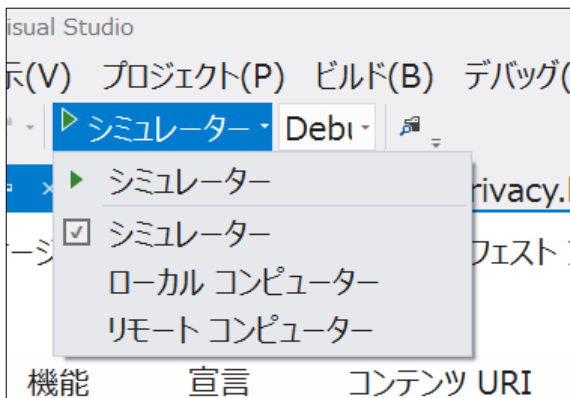 isual Studio
示(V) プロジェクト(P) ビルド(B) デバッグ(
シミュレーター Debu
シミュレーター
rivacy.
シミュレーター
ージ フェスト
ローカル コンピューター
リモート コンピューター
機能 宣言 コンテンツ URI